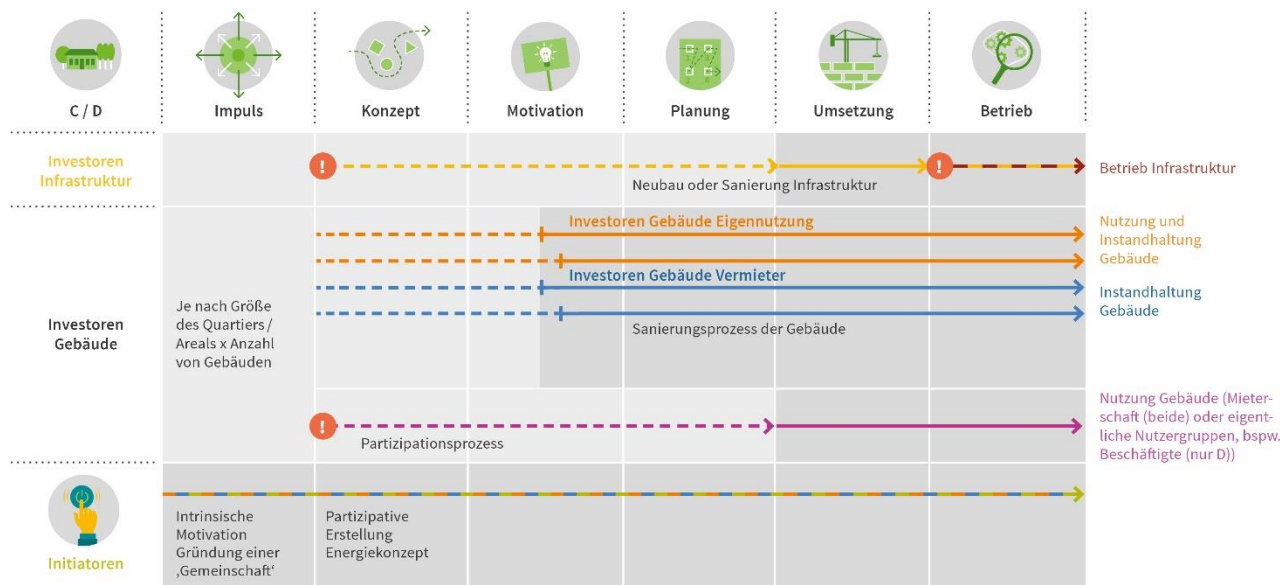 C / D
Impuls
Konzept
Motivation
Planung
Umsetzung
Betrieb
Investoren
Infrastruktur
!
!
Neubau oder Sanierung Infrastruktur
Betrieb Infrastruktur
Investoren
Gebäude
Je nach Größe
des Quartiers /
Areals x Anzahl
von Gebäuden
Investoren Gebäude Eigennutzung
Nutzung und
Instandhaltung
Gebäude
Investoren Gebäude Vermieter
Instandhaltung
Gebäude
Sanierungsprozess der Gebäude
!
Partizipationsprozess
Nutzung Gebäude (Mieter-
schaft (beide) oder eigent-
liche Nutzergruppen, bspw.
Beschäftigte (nur D))
Initiatoren
Intrinsische
Motivation
Gründung einer
‚Gemeinschaft‘
Partizipative
Erstellung
Energiekonzept